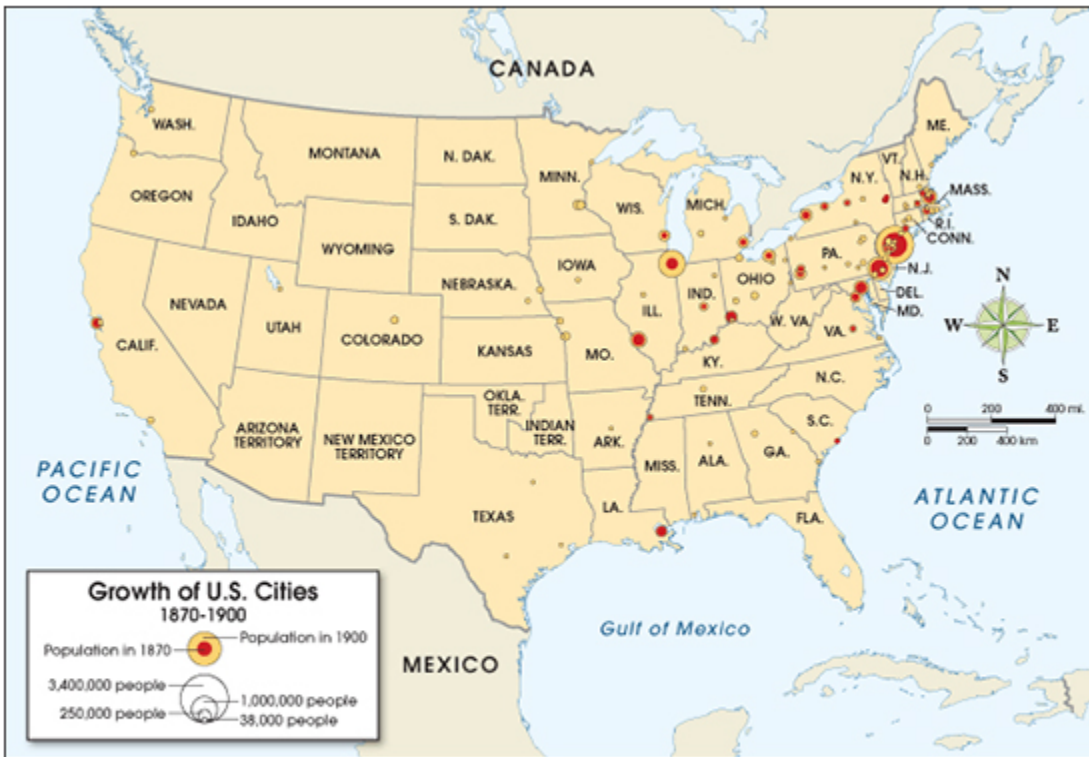 CANADA
WASH.
MONTANA
N. DAK.
MINN.
ME.
VT.
N.H.
N.Y.
MASS.
OREGON
IDAHO
S. DAK.
WIS.
MICH.
R.I.
CONN.
WYOMING
PA.
N.J.
IOWA
NEBRASKA.
OHIO
NEVADA
ILL.
IND.
DEL.
MD.
UTAH
COLORADO
W. VA.
VA.
CALIF.
KANSAS
MO.
KY.
N
W
E
S
N.C.
TENN.
OKLA.
TERR.
INDIAN
TERR.
ARIZONA
TERRITORY
NEW MEXICO
TERRITORY
ARK.
S.C.
0 200 400 mi.
0 200 400 km
MISS.
ALA.
GA.
PACIFIC
OCEAN
ATLANTIC
OCEAN
TEXAS
LA.
FLA.
Gulf of Mexico
MEXICO
Growth of U.S. Cities
1870-1900
Population in 1900
Population in 1870
3,400,000 people
1,000,000 people
250,000 people
38,000 people